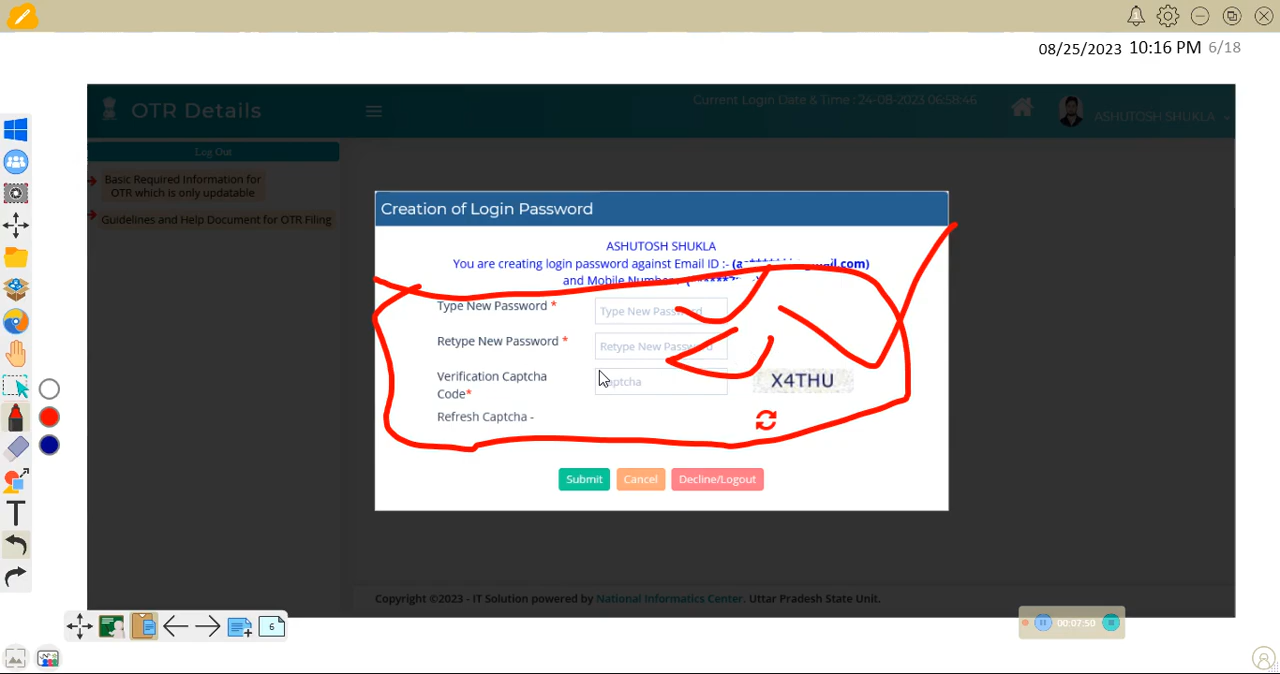 08/25/2023 10:16 PM 6/18
OTR Details
Current Login Date & Time : 24-08-2023 06:58:46
ASHUTOSH SHUKLA
Log Out
Basic Required Information for
OTR which is only updatable
Guidelines and Help Document for OTR Filing
Creation of Login Password
ASHUTOSH SHUKLA
You are creating login password against Email ID :-
and Mobile Number
Type New Password *
Type New Password
Retype New Password *
Retype New Password
Verification Captcha
Code*
Captcha
X4THU
Refresh Captcha -
Submit
Cancel
Decline/Logout
Copyright ©2023 - IT Solution powered by National Informatics Center. Uttar Pradesh State Unit.
6
00:07:50